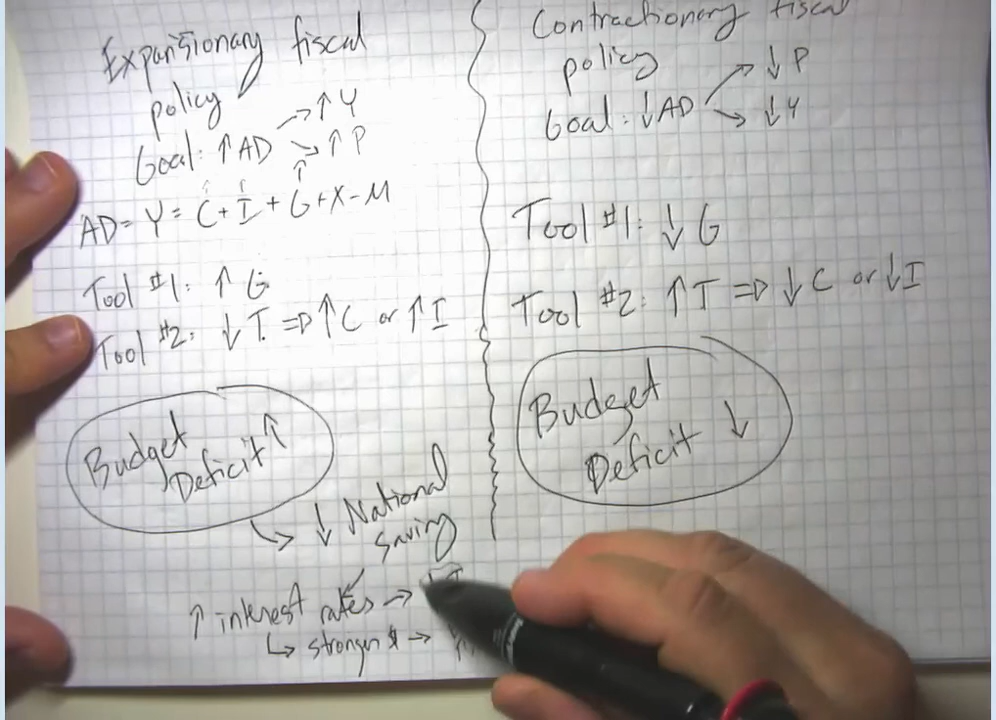 Expansionary fiscal
policy
Goal: ↑ AD → ↑ Y
↘ ↑ P
AD = Y = C + I + G + X - M
Tool #1: ↑ G
Tool #2: ↓ T ⇒ ↑ C or ↑ I
Budget
Deficit ↑
↳ ↓ National
Saving
↑ interest rates →
↳ stronger $ →
Contractionary fiscal
policy
Goal: ↓ AD → ↓ P
↘ ↓ Y
Tool #1: ↓ G
Tool #2: ↑ T ⇒ ↓ C or ↓ I
Budget
Deficit ↓